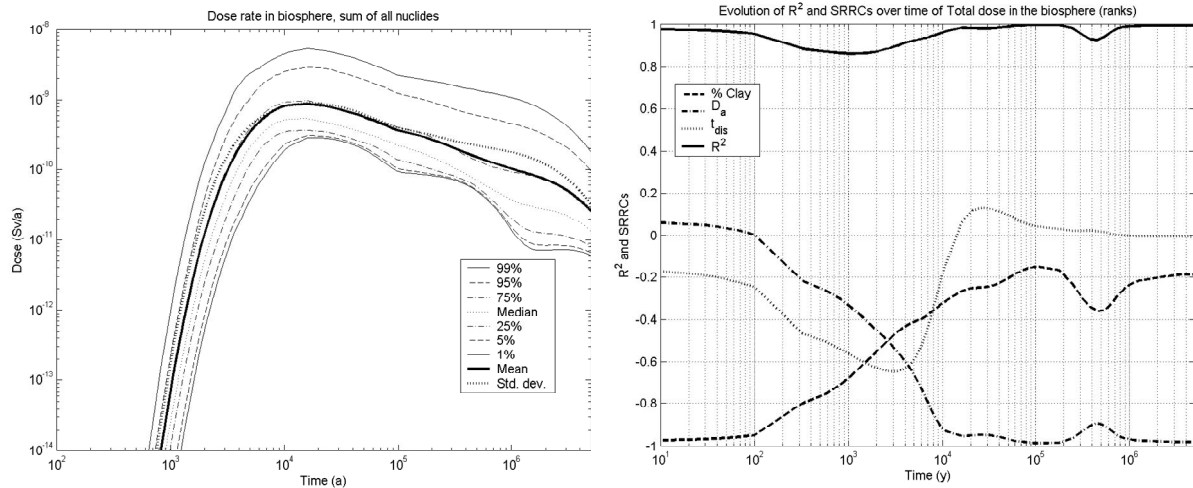 Dose rate in biosphere, sum of all nuclides
10^-8
10^-9
10^-10
10^-11
10^-12
10^-13
10^-14
Dose (Sv/a)
99%
95%
75%
Median
25%
5%
1%
Mean
Std. dev.
10^2
10^3
10^4
10^5
10^6
Time (a)
Evolution of R^2 and SRRCs over time of Total dose in the biosphere (ranks)
1
0.8
0.6
0.4
0.2
0
-0.2
-0.4
-0.6
-0.8
-1
R^2 and SRRCs
% Clay
D_a
t_dis
R^2
10^1
10^2
10^3
10^4
10^5
10^6
Time (y)